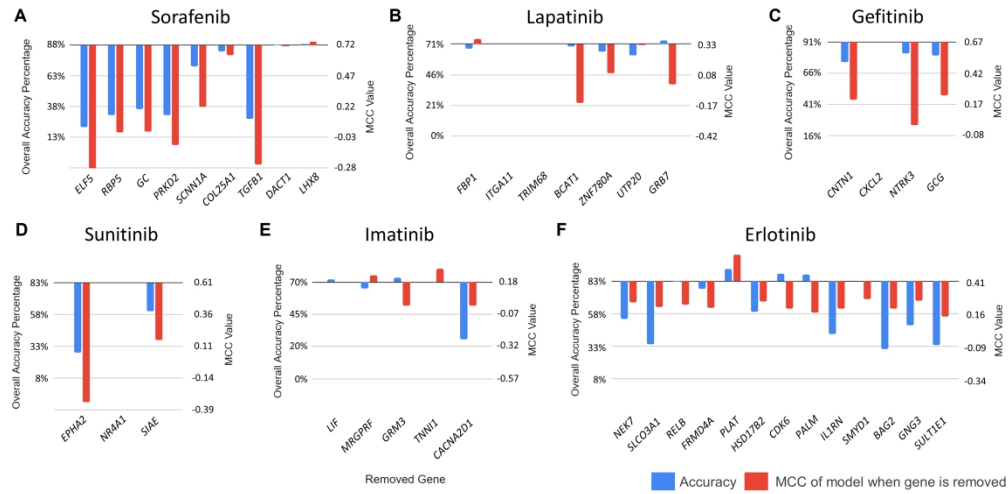 A
Sorafenib
Overall Accuracy Percentage
88%
63%
38%
13%
0.72
0.47
0.22
-0.03
-0.28
MCC Value
ELF5
RBP5
GC
PRKD2
SCNN1A
COL25A1
TGFB1
DACT1
LHX8
B
Lapatinib
Overall Accuracy Percentage
71%
46%
21%
0%
0.33
0.08
-0.17
-0.42
MCC Value
FBP1
ITGA11
TRIM68
BCAT1
ZNF780A
UTP20
GRB7
C
Gefitinib
Overall Accuracy Percentage
91%
66%
41%
16%
0.67
0.42
0.17
-0.08
MCC Value
CNTN1
CXCL2
NTRK3
GCG
D
Sunitinib
Overall Accuracy Percentage
83%
58%
33%
8%
0.61
0.36
0.11
-0.14
-0.39
MCC Value
EPHA2
NR4A1
SIAE
E
Imatinib
Overall Accuracy Percentage
70%
45%
20%
0%
0.18
-0.07
-0.32
-0.57
MCC Value
LIF
MRGPRF
GRM3
TNNI1
CACNA2D1
Removed Gene
F
Erlotinib
Overall Accuracy Percentage
83%
58%
33%
8%
0.41
0.16
-0.09
-0.34
MCC Value
NEK7
SLCO3A1
RELB
FRMD4A
PLAT
HSD17B2
CDK6
PALM
IL1RN
SMYD1
BAG2
GNG3
SULT1E1
Accuracy
MCC of model when gene is removed